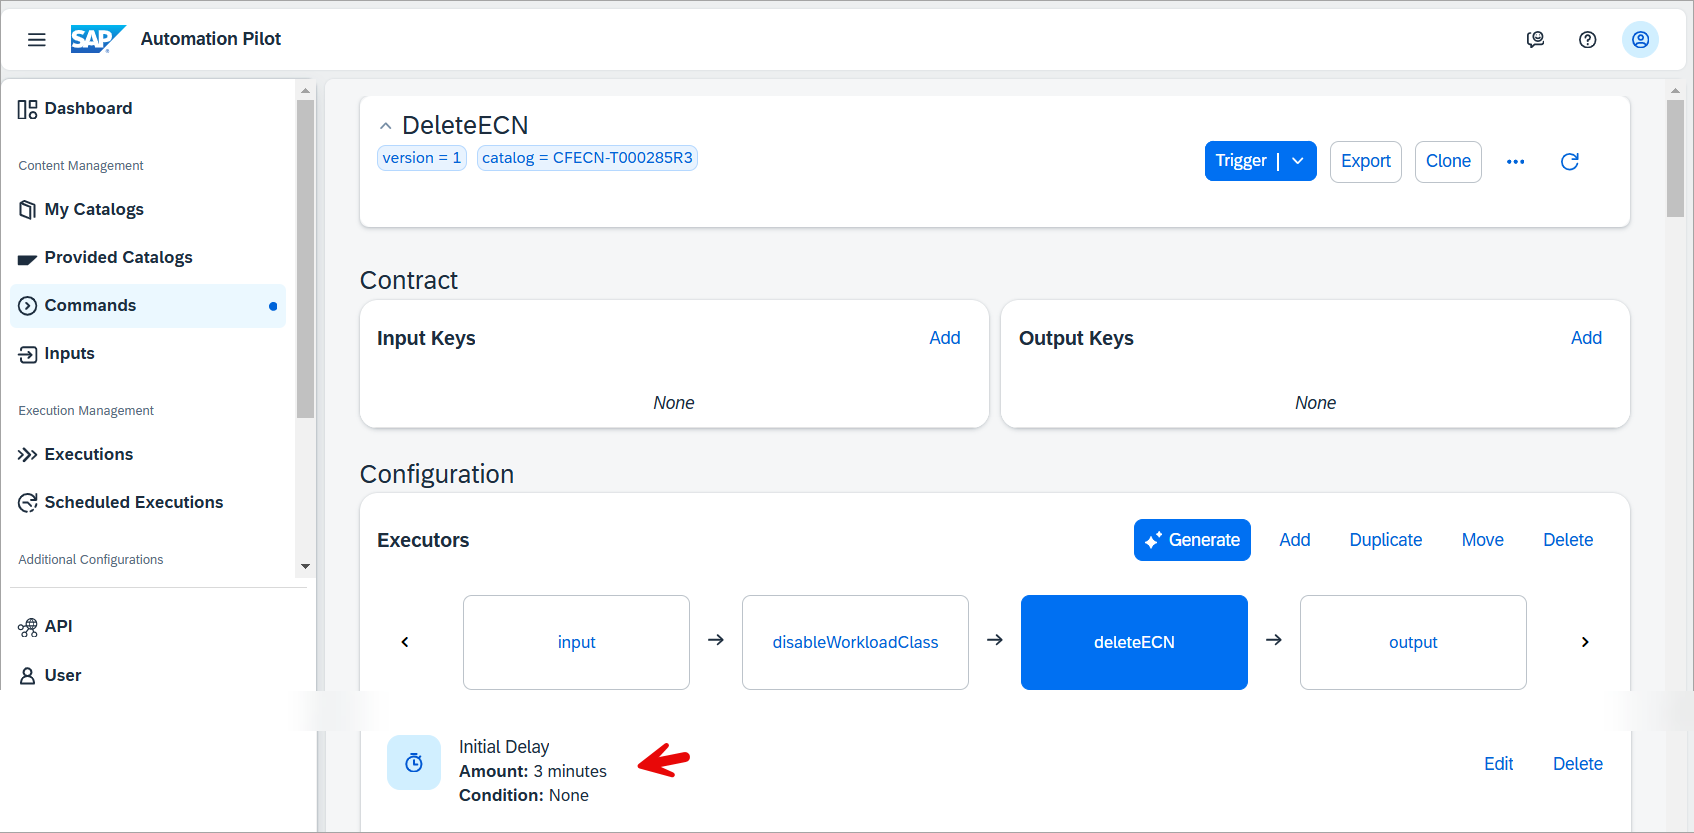 SAP Automation Pilot
Dashboard
Content Management
My Catalogs
Provided Catalogs
Commands
Inputs
Execution Management
Executions
Scheduled Executions
Additional Configurations
API
User
DeleteECN
version = 1 catalog = CFECN-T000285R3
Trigger Export Clone
Contract
Input Keys Add
None
Output Keys Add
None
Configuration
Executors Generate Add Duplicate Move Delete
input disableWorkloadClass deleteECN output
Initial Delay
Amount: 3 minutes
Condition: None
Edit Delete